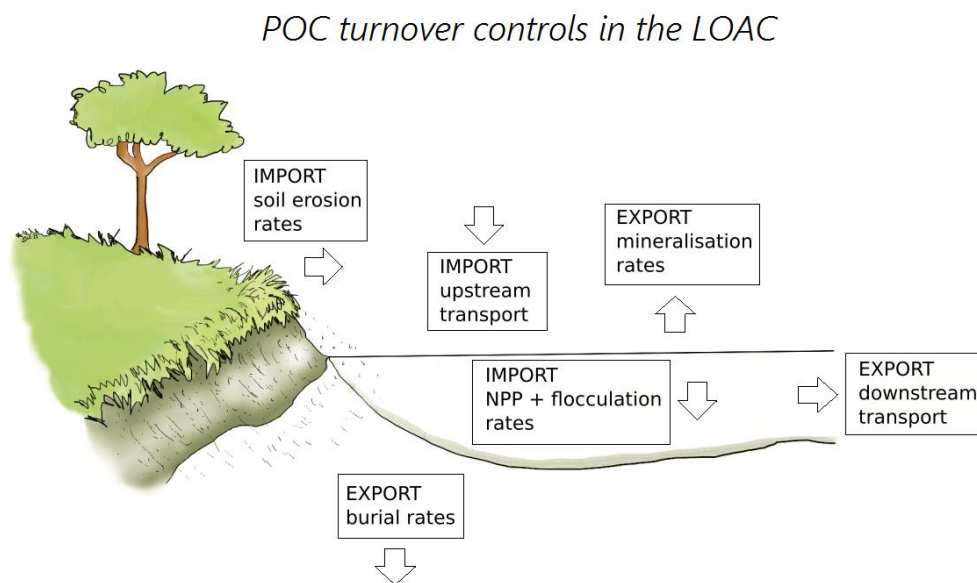 POC turnover controls in the LOAC
IMPORT
soil erosion
rates
IMPORT
upstream
transport
EXPORT
mineralisation
rates
IMPORT
NPP + flocculation
rates
EXPORT
downstream
transport
EXPORT
burial rates